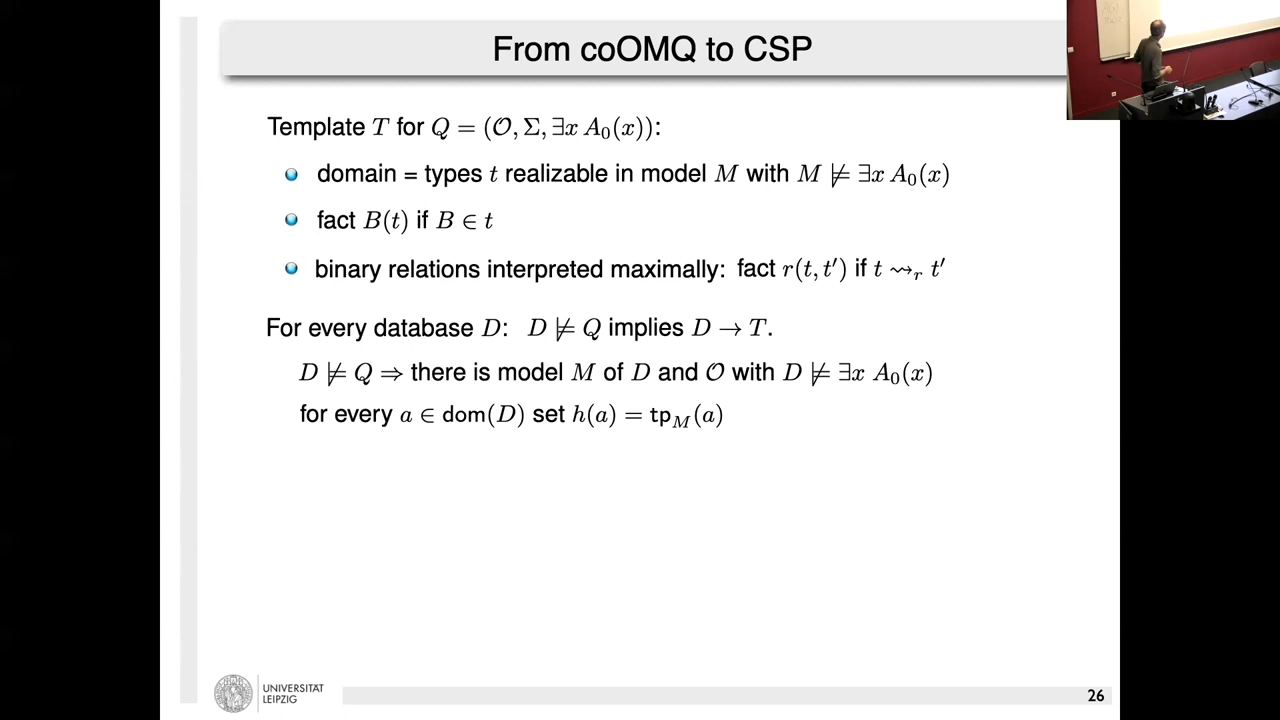 From coOMQ to CSP
Template T for Q = (𝒪, Σ, ∃x A₀(x)):
domain = types t realizable in model M with M ⊭ ∃x A₀(x)
fact B(t) if B ∈ t
binary relations interpreted maximally: fact r(t, t′) if t ⇝ᵣ t′
For every database D: D ⊭ Q implies D → T.
D ⊭ Q ⇒ there is model M of D and 𝒪 with D ⊭ ∃x A₀(x)
for every a ∈ dom(D) set h(a) = tp_M(a)
UNIVERSITÄT
LEIPZIG
26